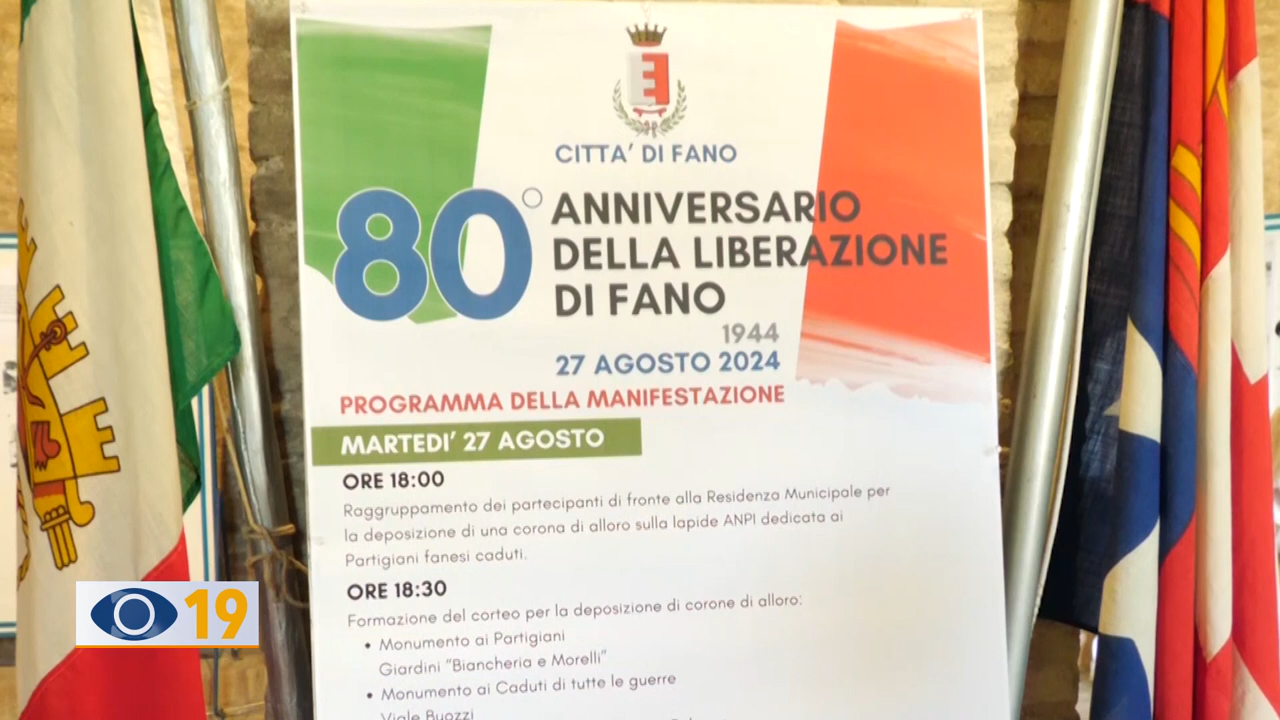 CITTA' DI FANO
80° ANNIVERSARIO
DELLA LIBERAZIONE
DI FANO
1944
27 AGOSTO 2024
PROGRAMMA DELLA MANIFESTAZIONE
MARTEDI' 27 AGOSTO
ORE 18:00
Raggruppamento dei partecipanti di fronte alla Residenza Municipale per
la deposizione di una corona di alloro sulla lapide ANPI dedicata ai
Partigiani fanesi caduti.
ORE 18:30
Formazione del corteo per la deposizione di corone di alloro:
• Monumento ai Partigiani
Giardini "Biancheria e Morelli"
• Monumento ai Caduti di tutte le guerre
Viale Buozzi
19